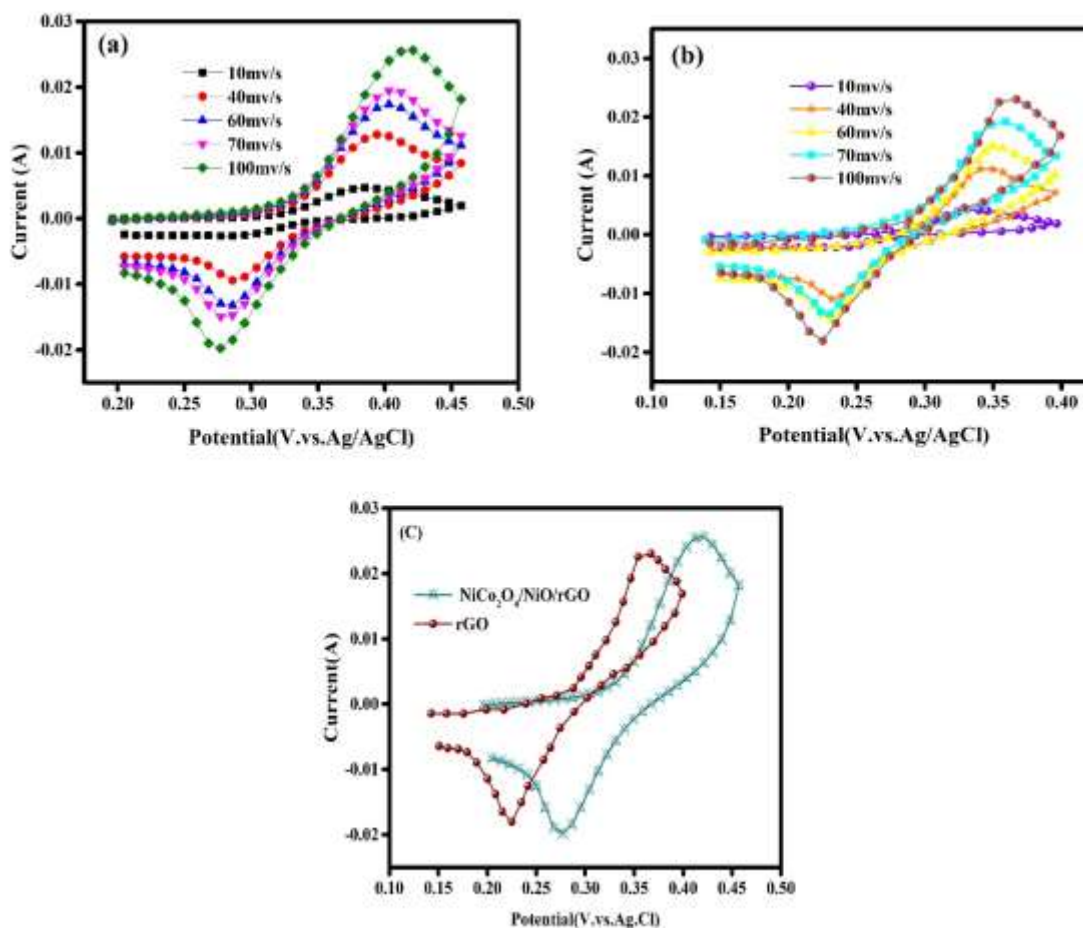 (a)
10mv/s
40mv/s
60mv/s
70mv/s
100mv/s
0.03
0.02
0.01
0.00
-0.01
-0.02
Current (A)
0.20 0.25 0.30 0.35 0.40 0.45 0.50
Potential(V.vs.Ag/AgCl)
(b)
10mv/s
40mv/s
60mv/s
70mv/s
100mv/s
0.03
0.02
0.01
0.00
-0.01
-0.02
Current (A)
0.10 0.15 0.20 0.25 0.30 0.35 0.40
Potential(V.vs.Ag/AgCl)
(C)
NiCo₂O₄/NiO/rGO
rGO
0.03
0.02
0.01
0.00
-0.01
-0.02
Current(A)
0.10 0.15 0.20 0.25 0.30 0.35 0.40 0.45 0.50
Potential(V.vs.Ag.Cl)